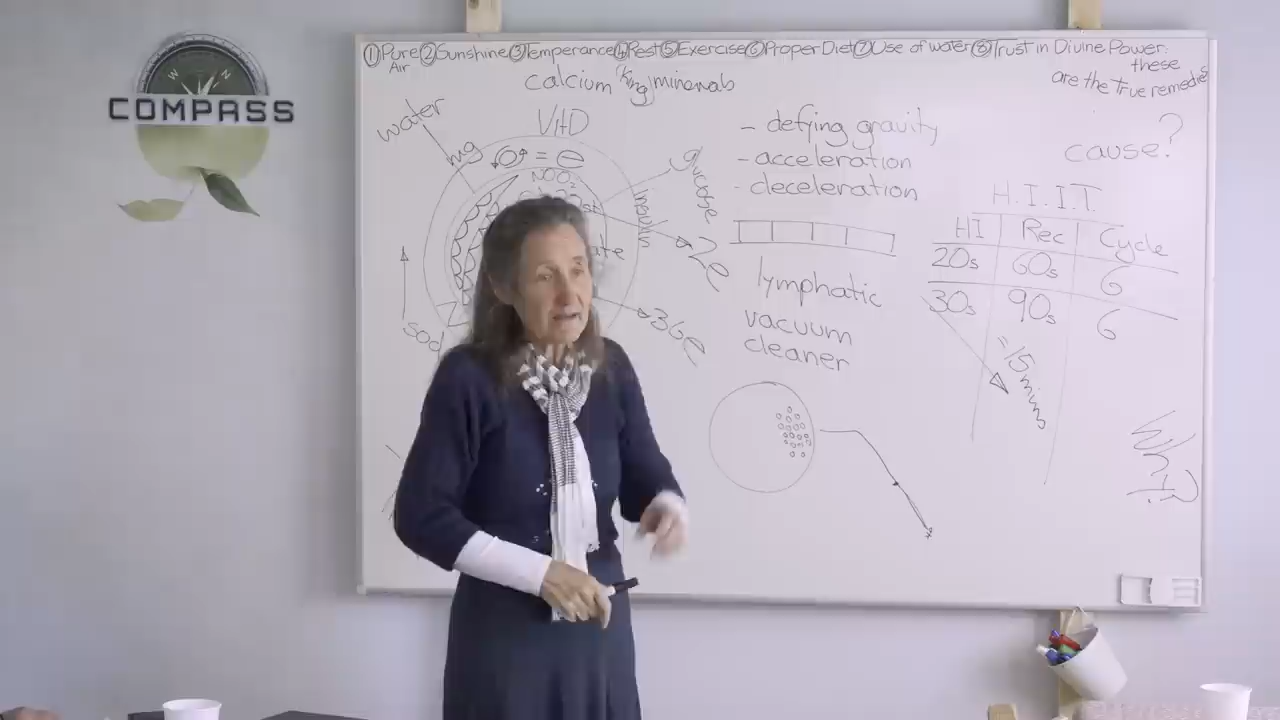 W N
COMPASS
①Pure ②Sunshine ③Temperance ④Rest ⑤Exercise ⑥Proper Diet ⑦Use of water ⑧Trust in Divine Power:
Air
these
are the true remedies
calcium king minerals
water
mg
VitD
= e
glucose
insulin
2e
36e
sod
- defying gravity
- acceleration
- deceleration
lymphatic
vacuum
cleaner
cause?
H.I.I.T.
HI Rec Cycle
20s 60s 6
30s 90s 6
=15 mins